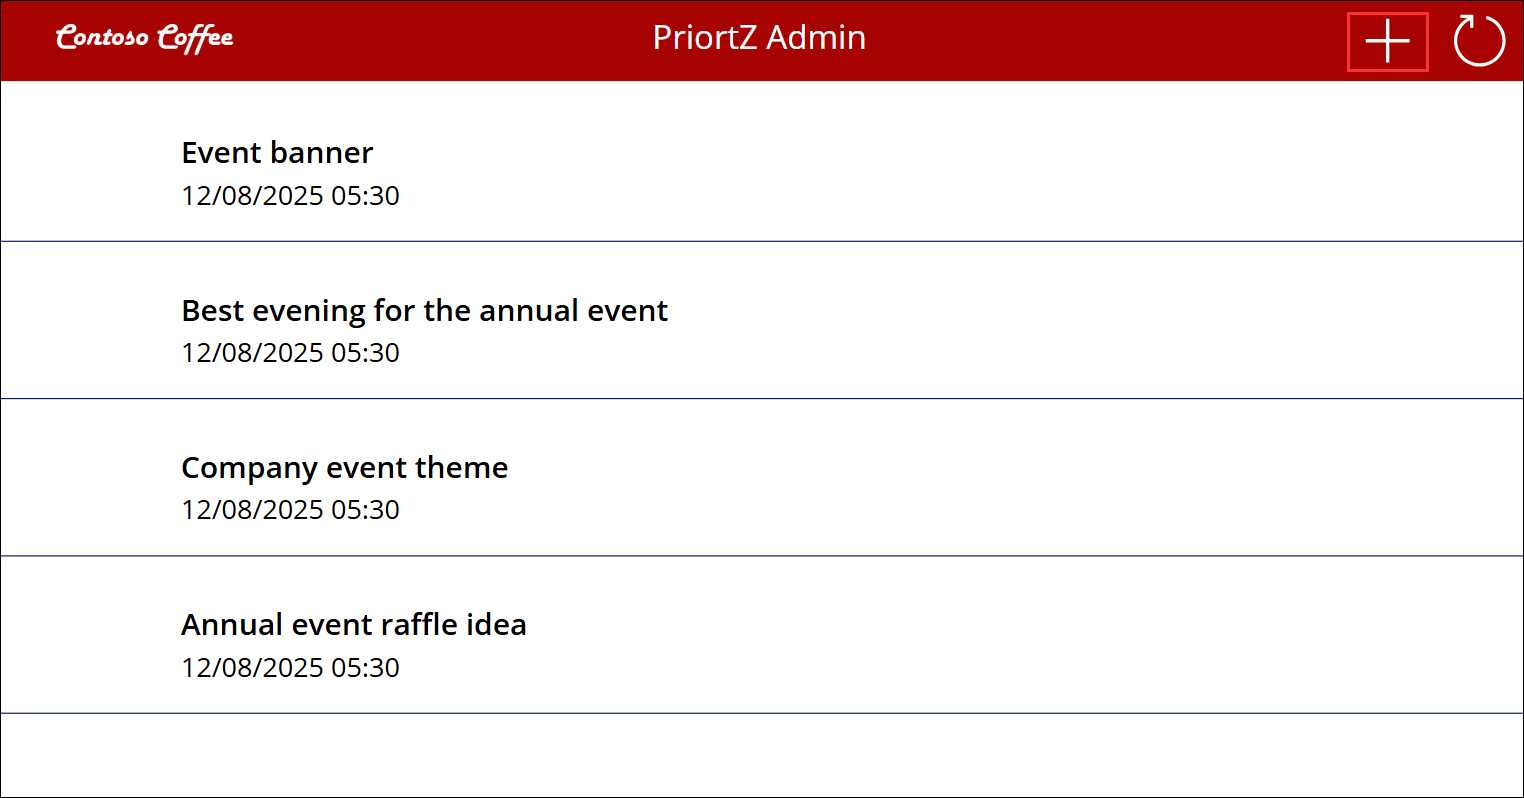 Contoso Coffee
PriortZ Admin
Event banner
12/08/2025 05:30
Best evening for the annual event
12/08/2025 05:30
Company event theme
12/08/2025 05:30
Annual event raffle idea
12/08/2025 05:30